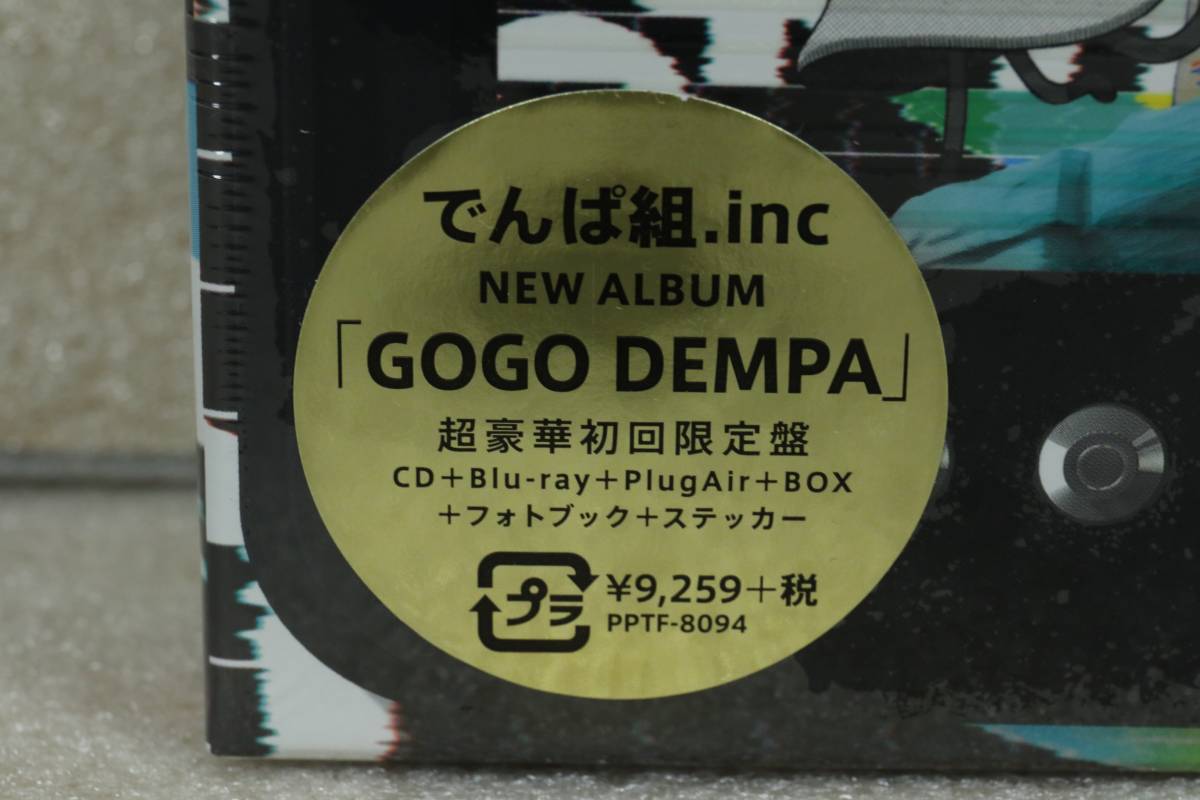 でんぱ組.inc
NEW ALBUM
「GOGO DEMPA」
超豪華初回限定盤
CD+Blu-ray+PlugAir+BOX
+フォトブック+ステッカー
プラ
¥9,259+税
PPTF-8094